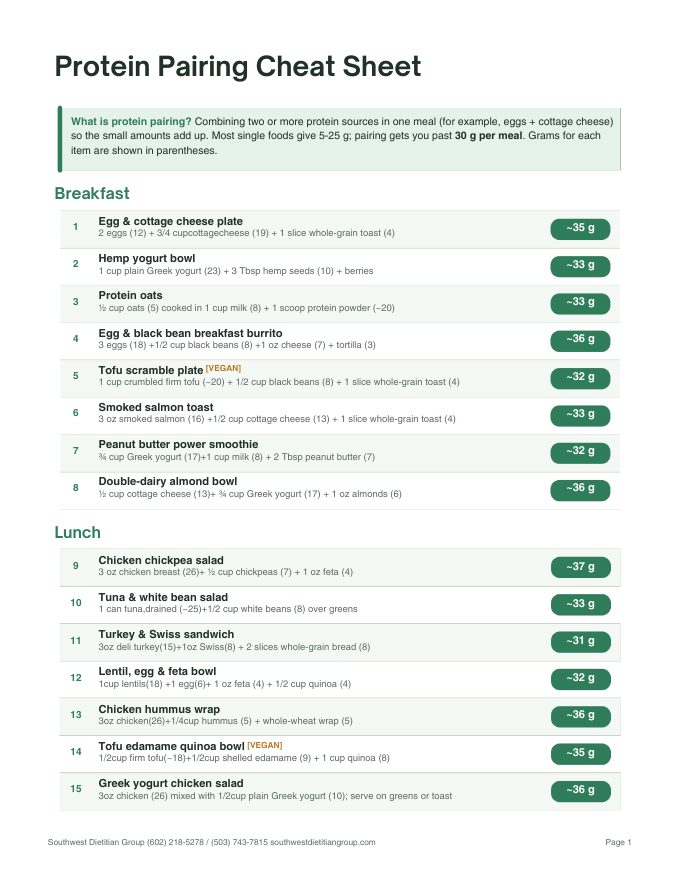 Protein Pairing Cheat Sheet
What is protein pairing? Combining two or more protein sources in one meal (for example, eggs + cottage cheese)
so the small amounts add up. Most single foods give 5-25 g; pairing gets you past 30 g per meal. Grams for each
item are shown in parentheses.
Breakfast
1 Egg & cottage cheese plate ~35 g
2 eggs (12) + 3/4 cupcottagecheese (19) + 1 slice whole-grain toast (4)
2 Hemp yogurt bowl ~33 g
1 cup plain Greek yogurt (23) + 3 Tbsp hemp seeds (10) + berries
3 Protein oats ~33 g
½ cup oats (5) cooked in 1 cup milk (8) + 1 scoop protein powder (~20)
4 Egg & black bean breakfast burrito ~36 g
3 eggs (18) +1/2 cup black beans (8) +1 oz cheese (7) + tortilla (3)
5 Tofu scramble plate [VEGAN] ~32 g
1 cup crumbled firm tofu (~20) + 1/2 cup black beans (8) + 1 slice whole-grain toast (4)
6 Smoked salmon toast ~33 g
3 oz smoked salmon (16) +1/2 cup cottage cheese (13) + 1 slice whole-grain toast (4)
7 Peanut butter power smoothie ~32 g
¾ cup Greek yogurt (17)+1 cup milk (8) + 2 Tbsp peanut butter (7)
8 Double-dairy almond bowl ~36 g
½ cup cottage cheese (13)+ ¾ cup Greek yogurt (17) + 1 oz almonds (6)
Lunch
9 Chicken chickpea salad ~37 g
3 oz chicken breast (26)+ ½ cup chickpeas (7) + 1 oz feta (4)
10 Tuna & white bean salad ~33 g
1 can tuna,drained (~25)+1/2 cup white beans (8) over greens
11 Turkey & Swiss sandwich ~31 g
3oz deli turkey(15)+1oz Swiss(8) + 2 slices whole-grain bread (8)
12 Lentil, egg & feta bowl ~32 g
1cup lentils(18) +1 egg(6)+ 1 oz feta (4) + 1/2 cup quinoa (4)
13 Chicken hummus wrap ~36 g
3oz chicken(26)+1/4cup hummus (5) + whole-wheat wrap (5)
14 Tofu edamame quinoa bowl [VEGAN] ~35 g
1/2cup firm tofu(~18)+1/2cup shelled edamame (9) + 1 cup quinoa (8)
15 Greek yogurt chicken salad ~36 g
3oz chicken (26) mixed with 1/2cup plain Greek yogurt (10); serve on greens or toast
Southwest Dietitian Group (602) 218-5278 / (503) 743-7815 southwestdietitiangroup.com Page 1